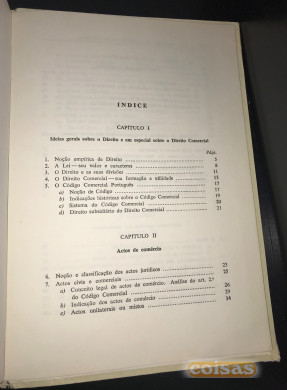 INDICE
CAPITULO I
Ideias gerais sobre o Direito e em especial sobre o Direito Comercial
Págs.
1. Noção empírica de Direito 5
2. A Lei — seu valor e caracteres 8
3. O Direito e as suas divisões 11
4. O Direito Comercial — sua formação e utilidade 15
5. O Código Comercial Português 17
a) Noção de Código
b) Indicações históricas sobre o Código Comercial 19
c) Sistema do Código Comercial 20
d) Direito subsidiário do Direito Comercial 21
CAPITULO II
Actos de comércio
6. Noção e classificação dos actos jurídicos 23
7. Actos civis e comerciais 25
a) Conceito legal de actos de comércio. Análise do art. 2.º
do Código Comercial 26
b) Indicação dos actos de comércio 29
c) Actos unilaterais ou mistos 34
coisas